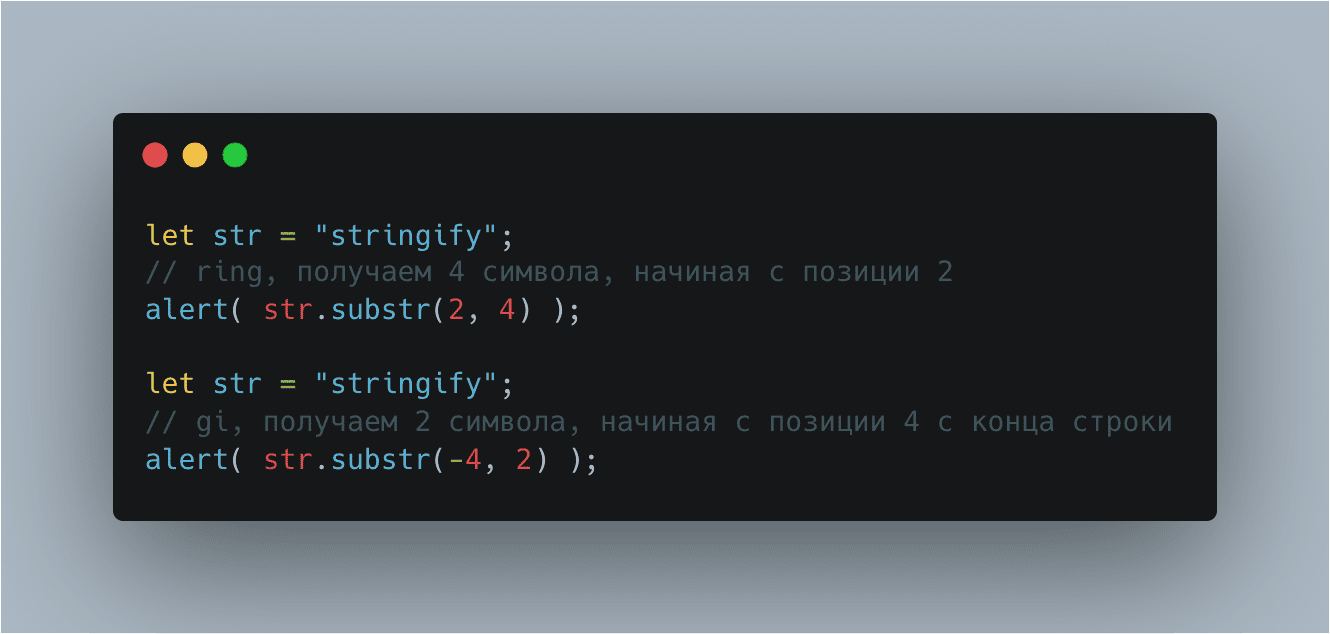 let str = "stringify";
// ring, получаем 4 символа, начиная с позиции 2
alert( str.substr(2, 4) );
let str = "stringify";
// gi, получаем 2 символа, начиная с позиции 4 с конца строки
alert( str.substr(-4, 2) );